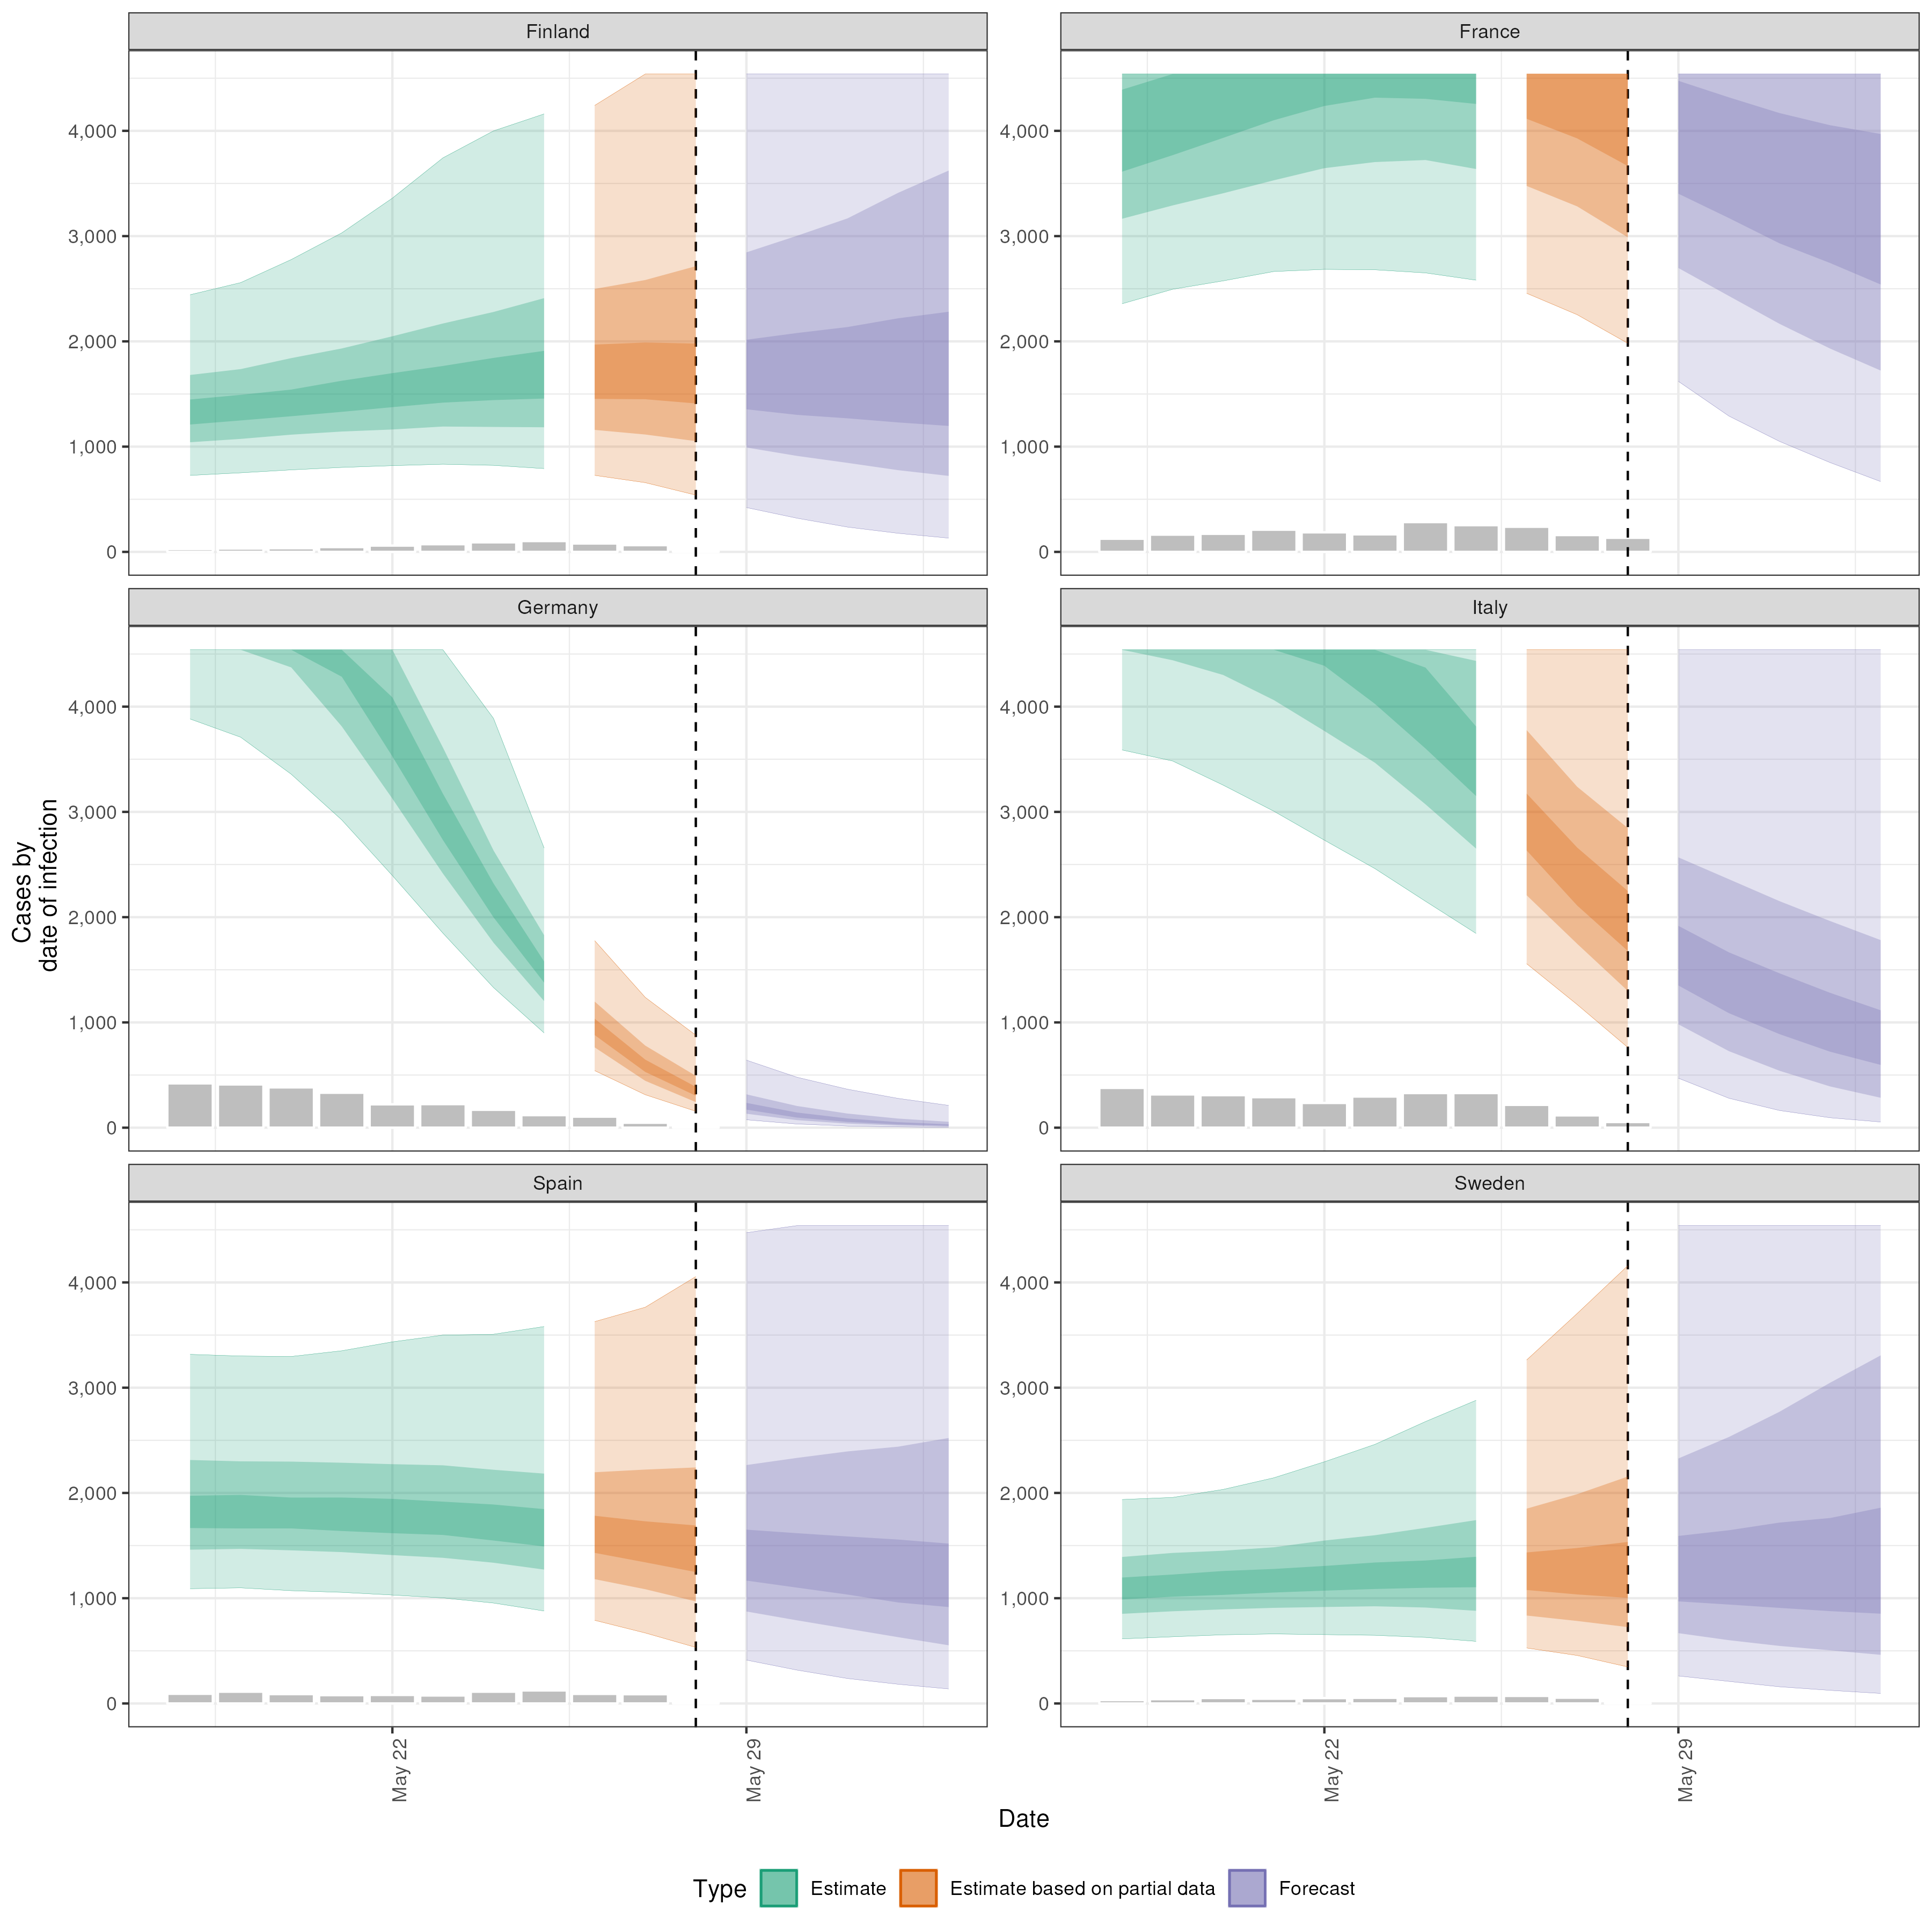 Finland
France
4,000
3,000
2,000
1,000
0
4,000
3,000
2,000
1,000
0
Germany
Italy
4,000
3,000
2,000
1,000
0
4,000
3,000
2,000
1,000
0
Cases by
date of infection
Spain
Sweden
4,000
3,000
2,000
1,000
0
4,000
3,000
2,000
1,000
0
May 22
May 29
May 22
May 29
Date
Type
Estimate
Estimate based on partial data
Forecast